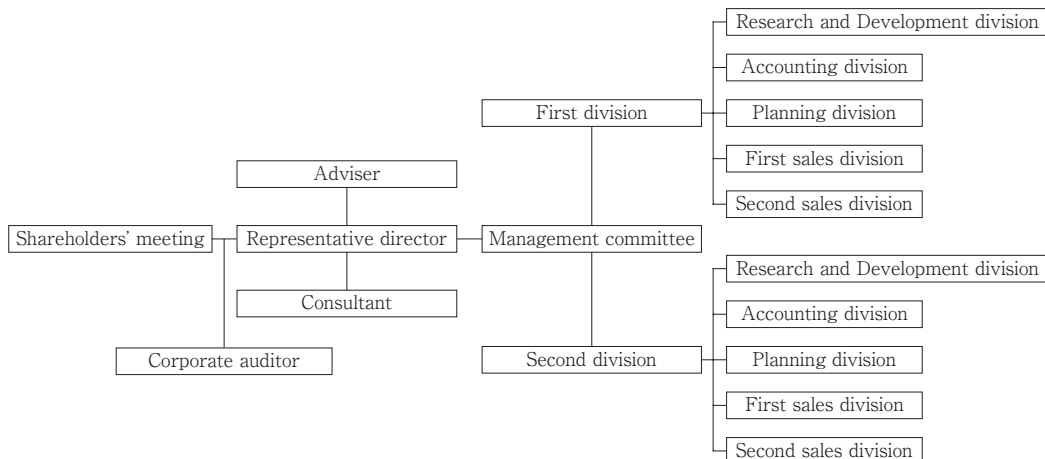 Research and Development division
Accounting division
First division
Planning division
First sales division
Adviser
Second sales division
Shareholders' meeting
Representative director
Management committee
Research and Development division
Consultant
Accounting division
Corporate auditor
Second division
Planning division
First sales division
Second sales division